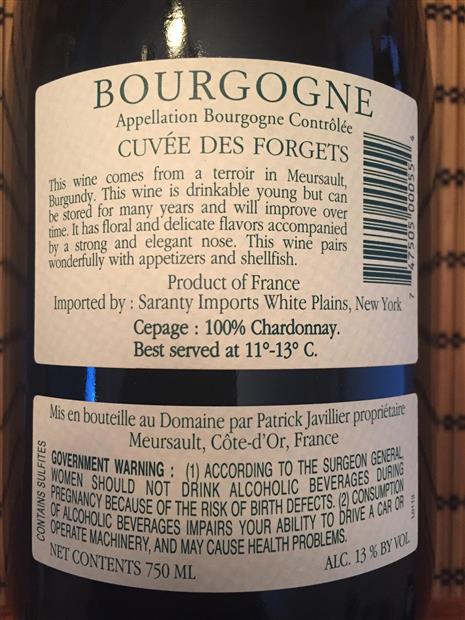 BOURGOGNE
Appellation Bourgogne Contrôlée
CUVÉE DES FORGETS
This wine comes from a terroir in Meursault,
Burgundy. This wine is drinkable young but can
be stored for many years and will improve over
time. It has floral and delicate flavors accompanied
by a strong and elegant nose. This wine pairs
wonderfully with appetizers and shellfish.
Product of France
Imported by : Saranty Imports White Plains, New York
Cepage : 100% Chardonnay.
Best served at 11°-13° C.
7 47505 00055 4
Mis en bouteille au Domaine par Patrick Javillier propriétaire
Meursault, Côte-d'Or, France
CONTAINS SULFITES
GOVERNMENT WARNING : (1) ACCORDING TO THE SURGEON GENERAL,
WOMEN SHOULD NOT DRINK ALCOHOLIC BEVERAGES DURING
PREGNANCY BECAUSE OF THE RISK OF BIRTH DEFECTS. (2) CONSUMPTION
OF ALCOHOLIC BEVERAGES IMPAIRS YOUR ABILITY TO DRIVE A CAR OR
OPERATE MACHINERY, AND MAY CAUSE HEALTH PROBLEMS.
NET CONTENTS 750 ML
ALC. 13 % BY VOL.